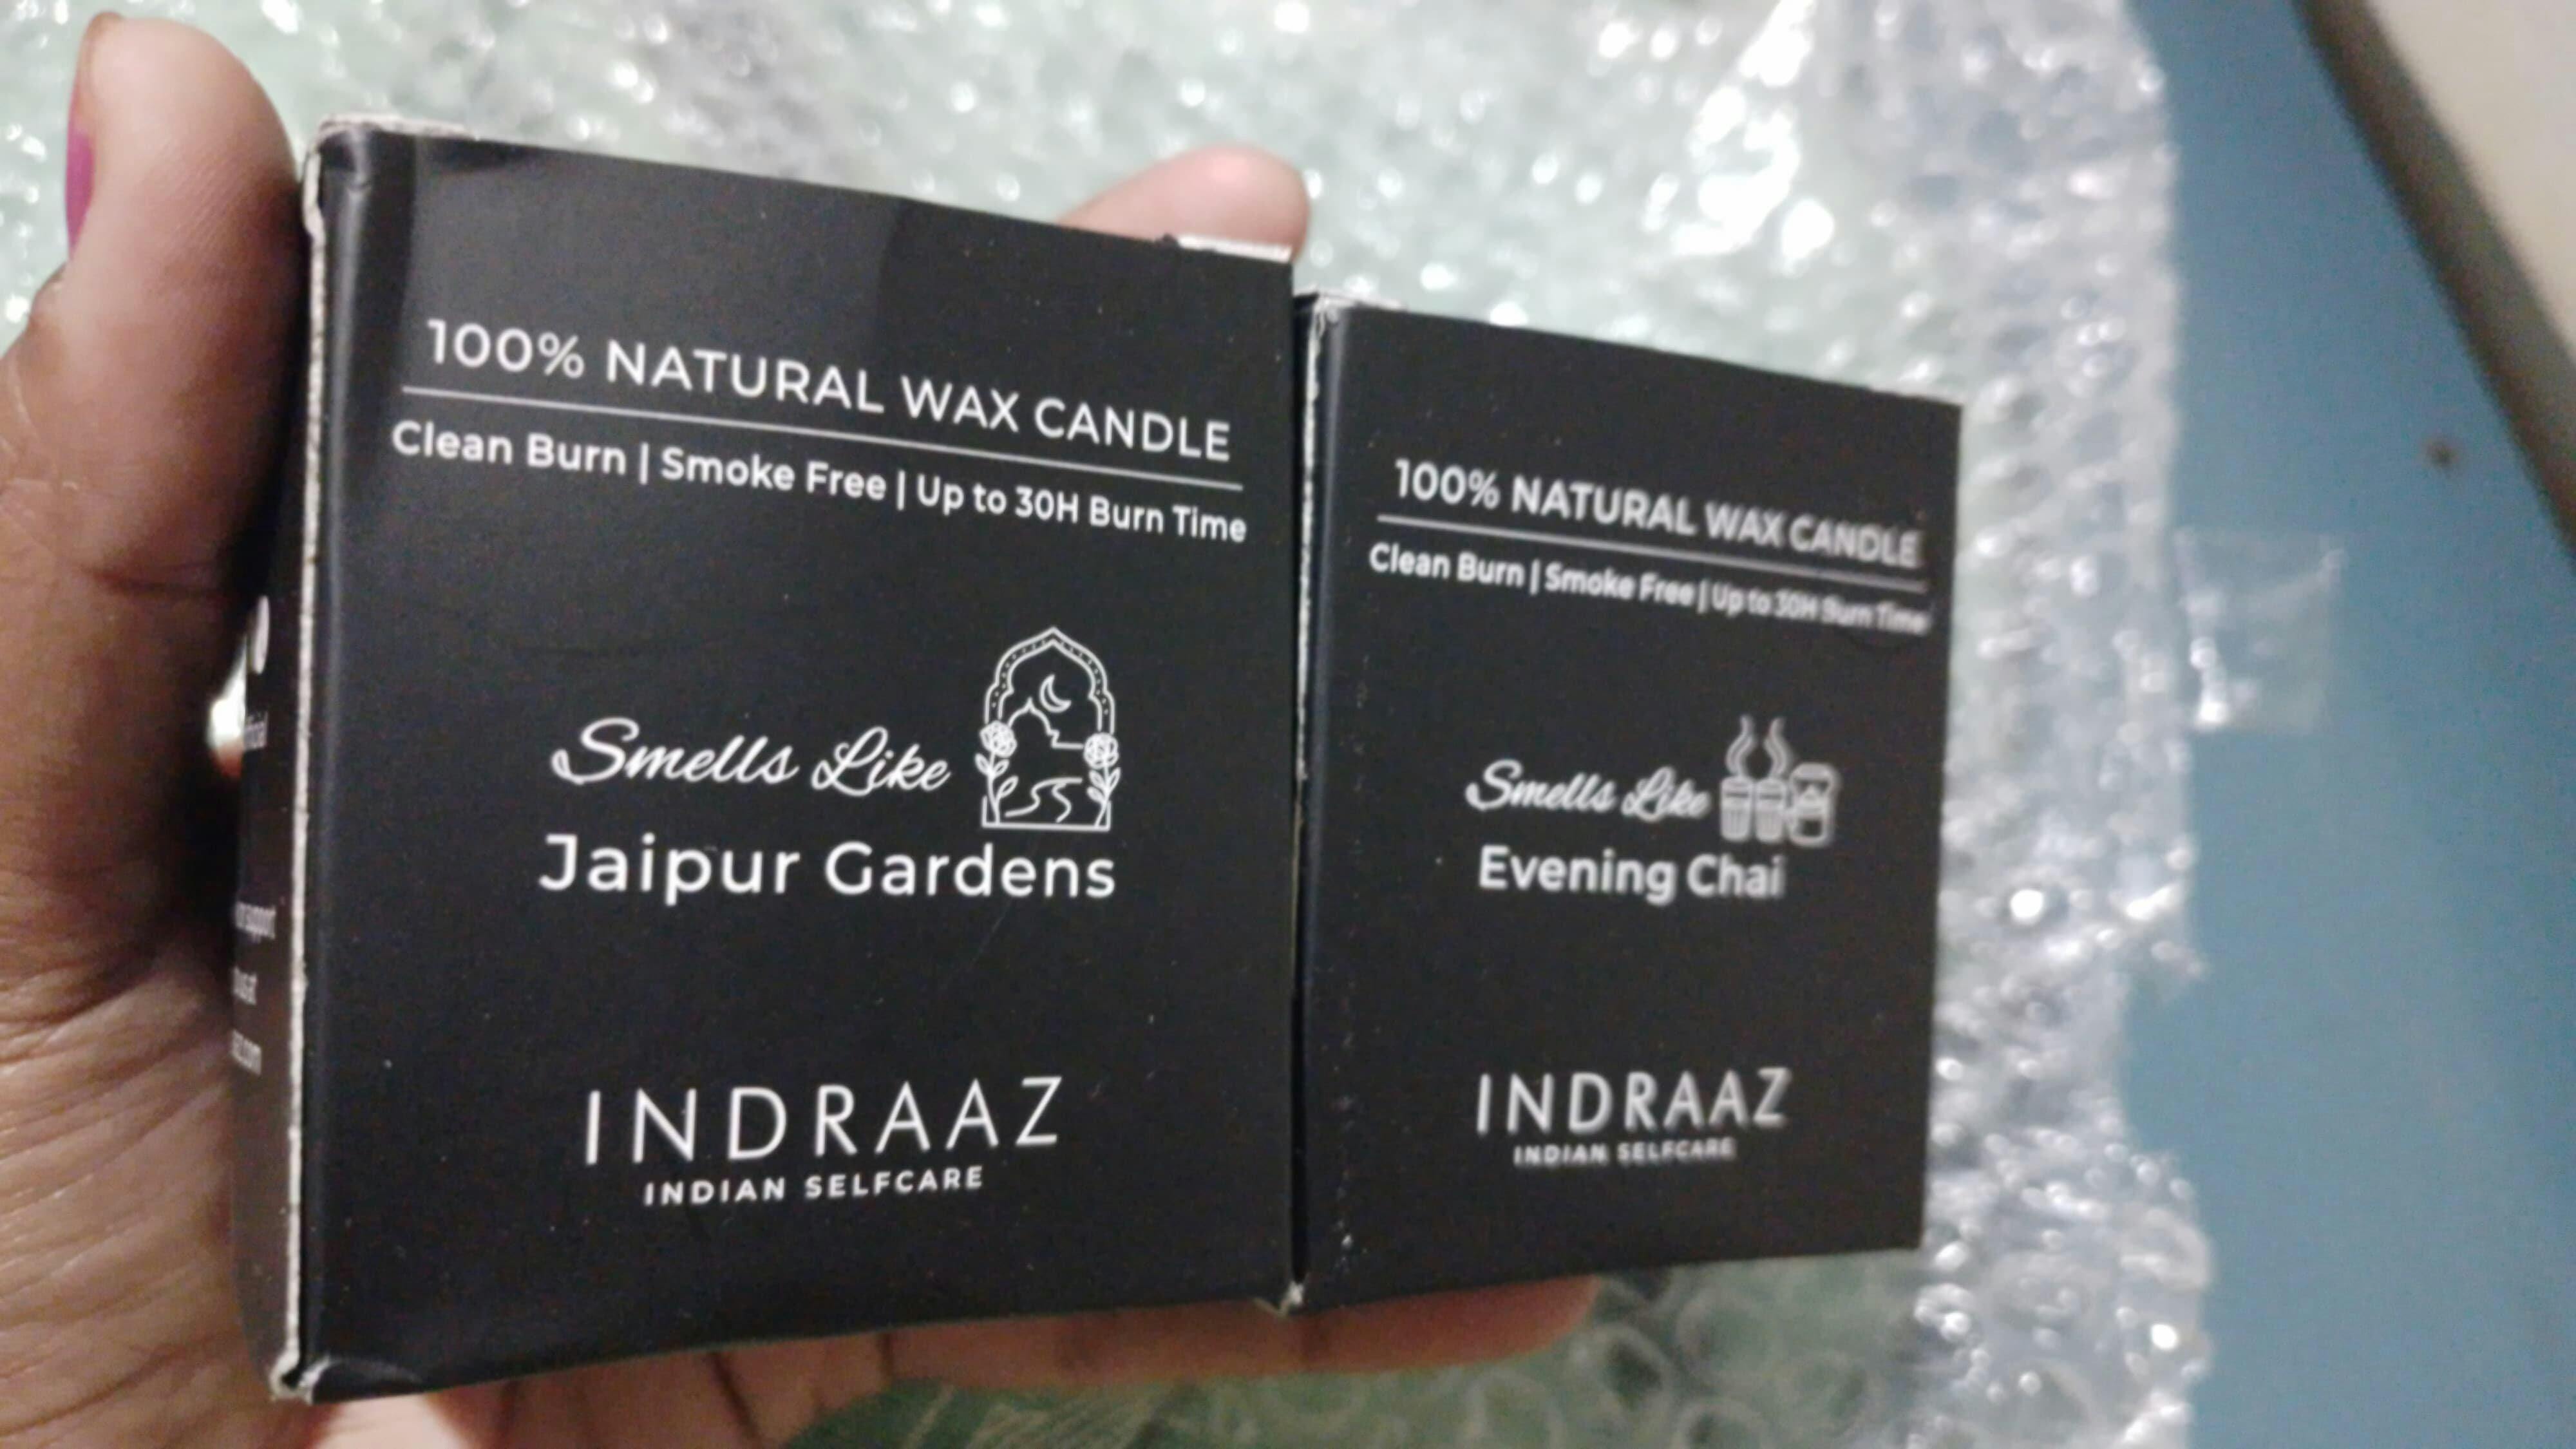 100% NATURAL WAX CANDLE
Clean Burn | Smoke Free | Up to 30H Burn Time
Smells Like
Jaipur Gardens
INDRAAZ
INDIAN SELFCARE
100% NATURAL WAX CANDLE
Clean Burn | Smoke Free | Up to 30H Burn Time
Smells Like
Evening Chai
INDRAAZ
INDIAN SELFCARE
support